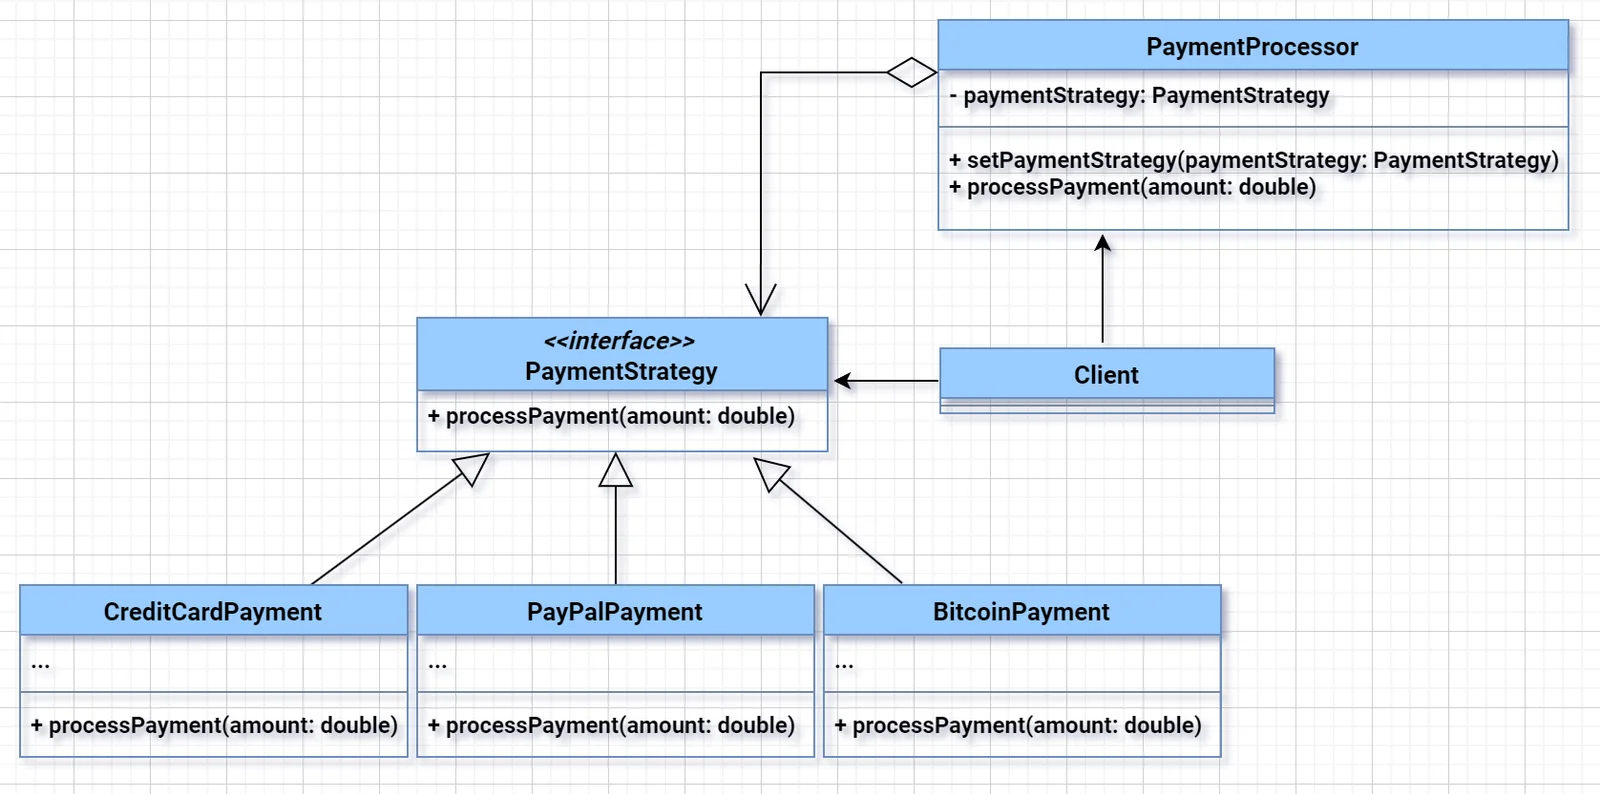 PaymentProcessor
- paymentStrategy: PaymentStrategy
+ setPaymentStrategy(paymentStrategy: PaymentStrategy)
+ processPayment(amount: double)
<<interface>>
PaymentStrategy
+ processPayment(amount: double)
Client
CreditCardPayment
...
+ processPayment(amount: double)
PayPalPayment
...
+ processPayment(amount: double)
BitcoinPayment
...
+ processPayment(amount: double)